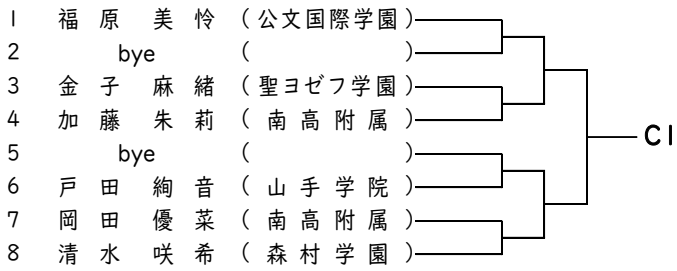 1 福原 美怜 (公文国際学園)
2 bye ( )
3 金子 麻緒 (聖ヨゼフ学園)
4 加藤 朱莉 (南高附属)
5 bye ( )
6 戸田 絢音 (山手学院)
7 岡田 優菜 (南高附属)
8 清水 咲希 (森村学園)
C1